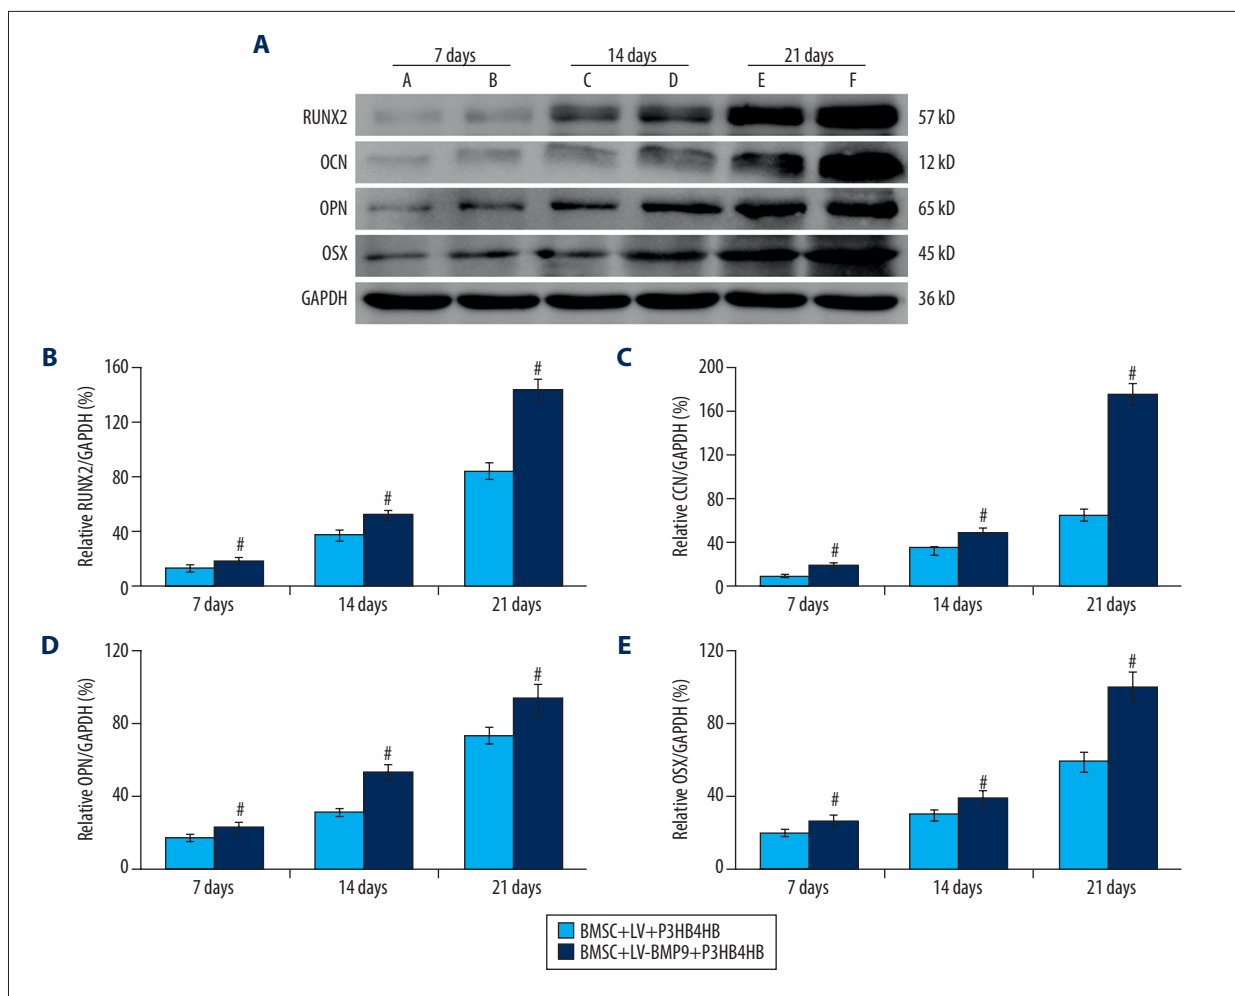 A
7 days 14 days 21 days
A B C D E F
RUNX2 57 kD
OCN 12 kD
OPN 65 kD
OSX 45 kD
GAPDH 36 kD
B
Relative RUNX2/GAPDH (%)
160
120
80
40
0
# # #
7 days 14 days 21 days
C
Relative CCN/GAPDH (%)
200
160
120
80
40
0
# # #
7 days 14 days 21 days
D
Relative OPN/GAPDH (%)
120
80
40
0
# # #
7 days 14 days 21 days
E
Relative OSX/GAPDH (%)
120
80
40
0
# # #
7 days 14 days 21 days
BMSC+LV+P3HB4HB
BMSC+LV-BMP9+P3HB4HB